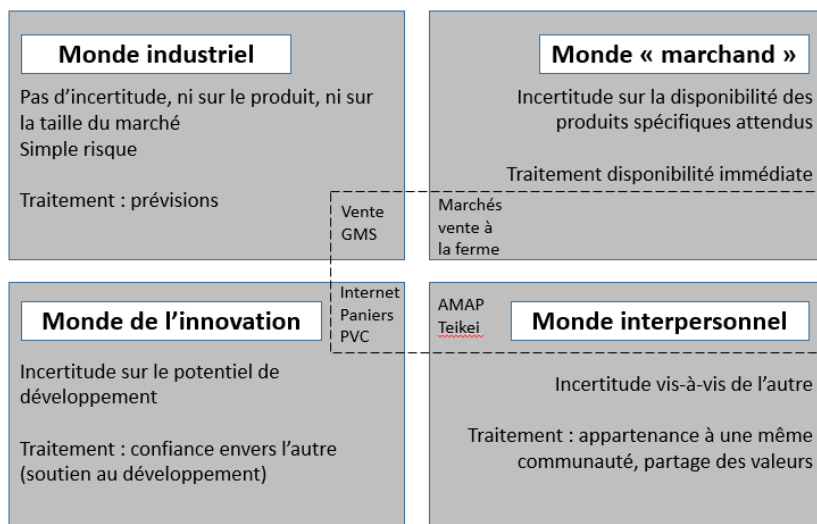 Monde industriel
Pas d’incertitude, ni sur le produit, ni sur
la taille du marché
Simple risque
Traitement : prévisions
Vente
GMS
Monde « marchand »
Incertitude sur la disponibilité des
produits spécifiques attendus
Traitement disponibilité immédiate
Marchés
vente à
la ferme
Monde de l’innovation
Internet
Paniers
PVC
Incertitude sur le potentiel de
développement
Traitement : confiance envers l’autre
(soutien au développement)
AMAP
Teikei
Monde interpersonnel
Incertitude vis-à-vis de l’autre
Traitement : appartenance à une même
communauté, partage des valeurs